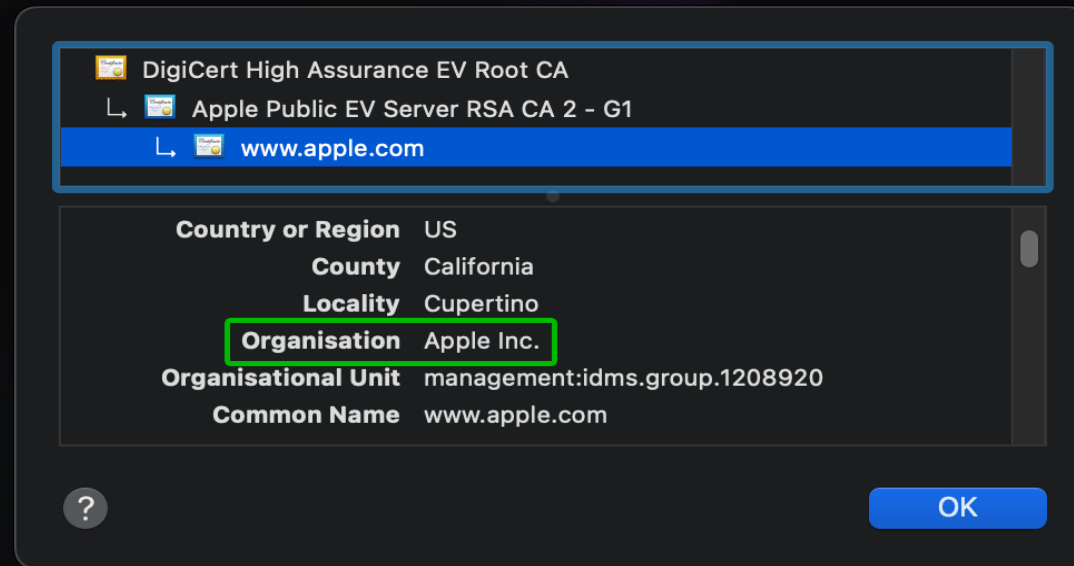 DigiCert High Assurance EV Root CA
Apple Public EV Server RSA CA 2 - G1
www.apple.com
Country or Region US
County California
Locality Cupertino
Organisation Apple Inc.
Organisational Unit management:idms.group.1208920
Common Name www.apple.com
? OK